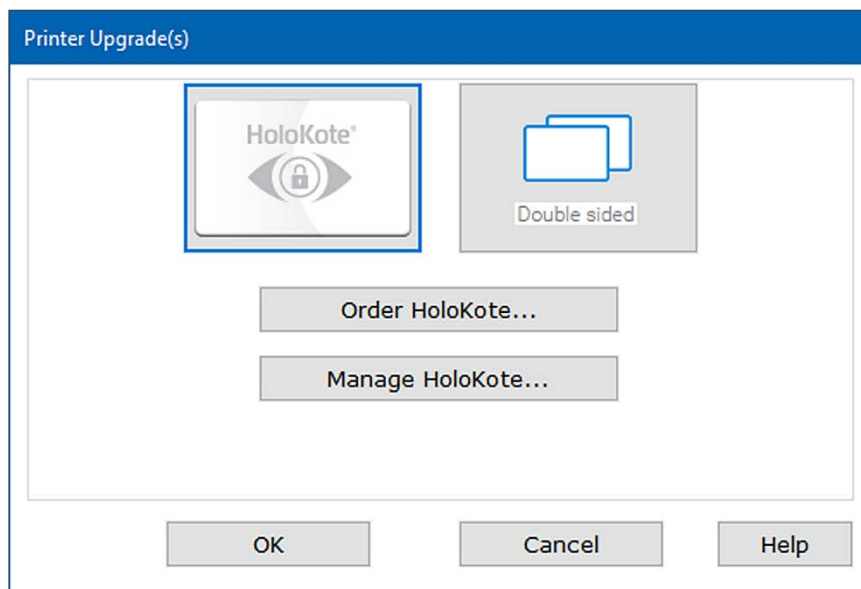 Printer Upgrade(s)
HoloKote®
Double sided
Order HoloKote...
Manage HoloKote...
OK
Cancel
Help